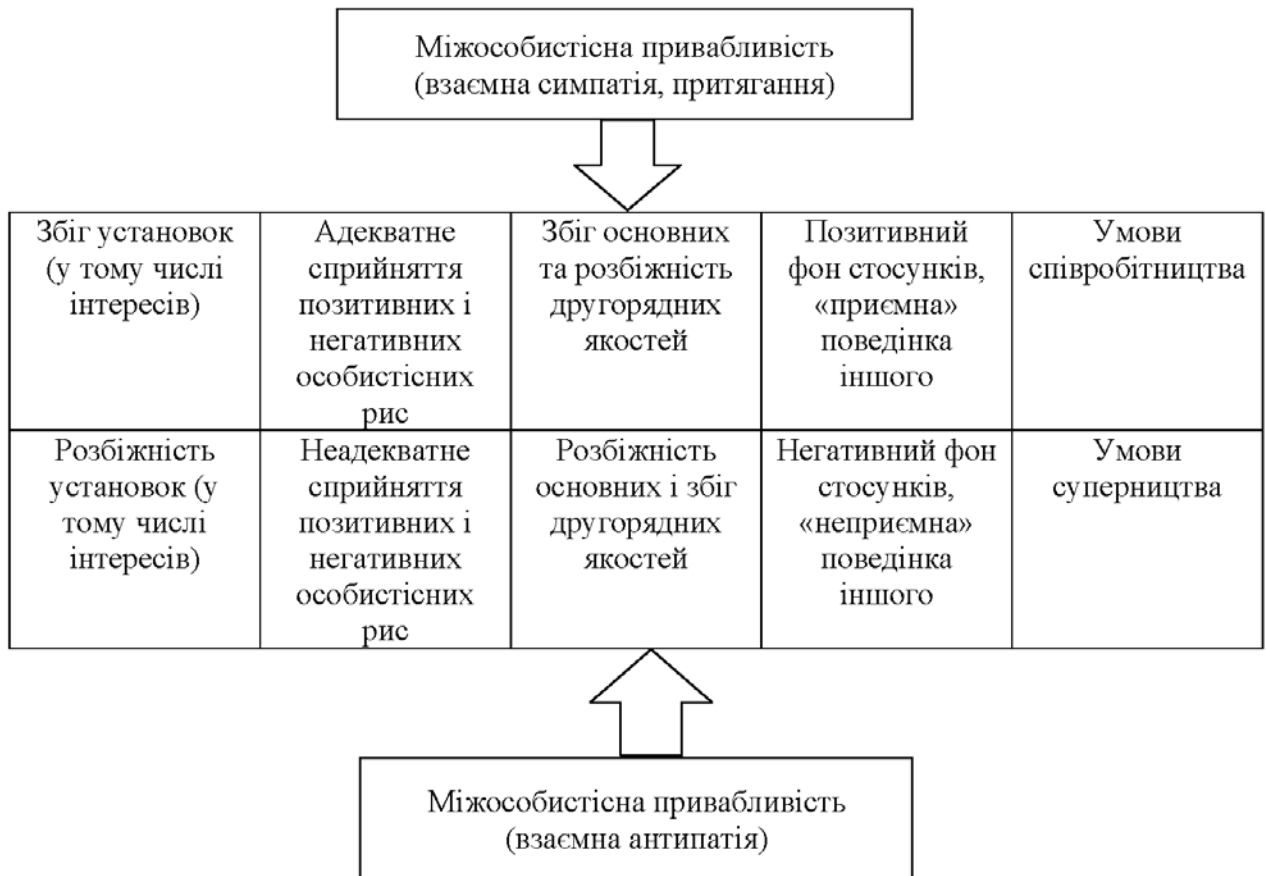 Міжособистісна привабливість
(взаємна симпатія, притягання)
Збіг установок
(у тому числі
інтересів)
Адекватне
сприйняття
позитивних і
негативних
особистісних
рис
Збіг основних
та розбіжність
другорядних
якостей
Позитивний
фон стосунків,
«приємна»
поведінка
іншого
Умови
співробітництва
Розбіжність
установок (у
тому числі
інтересів)
Неадекватне
сприйняття
позитивних і
негативних
особистісних
рис
Розбіжність
основних і збіг
другорядних
якостей
Негативний фон
стосунків,
«неприємна»
поведінка
іншого
Умови
суперництва
Міжособистісна привабливість
(взаємна антипатія)